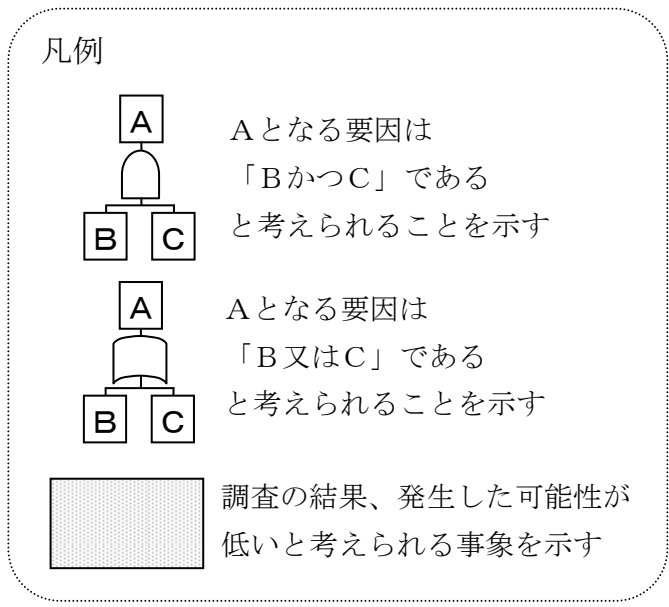 凡例
A
Aとなる要因は
「BかつC」である
B C
と考えられることを示す
A
Aとなる要因は
「B又はC」である
B C
と考えられることを示す
調査の結果、発生した可能性が
低いと考えられる事象を示す